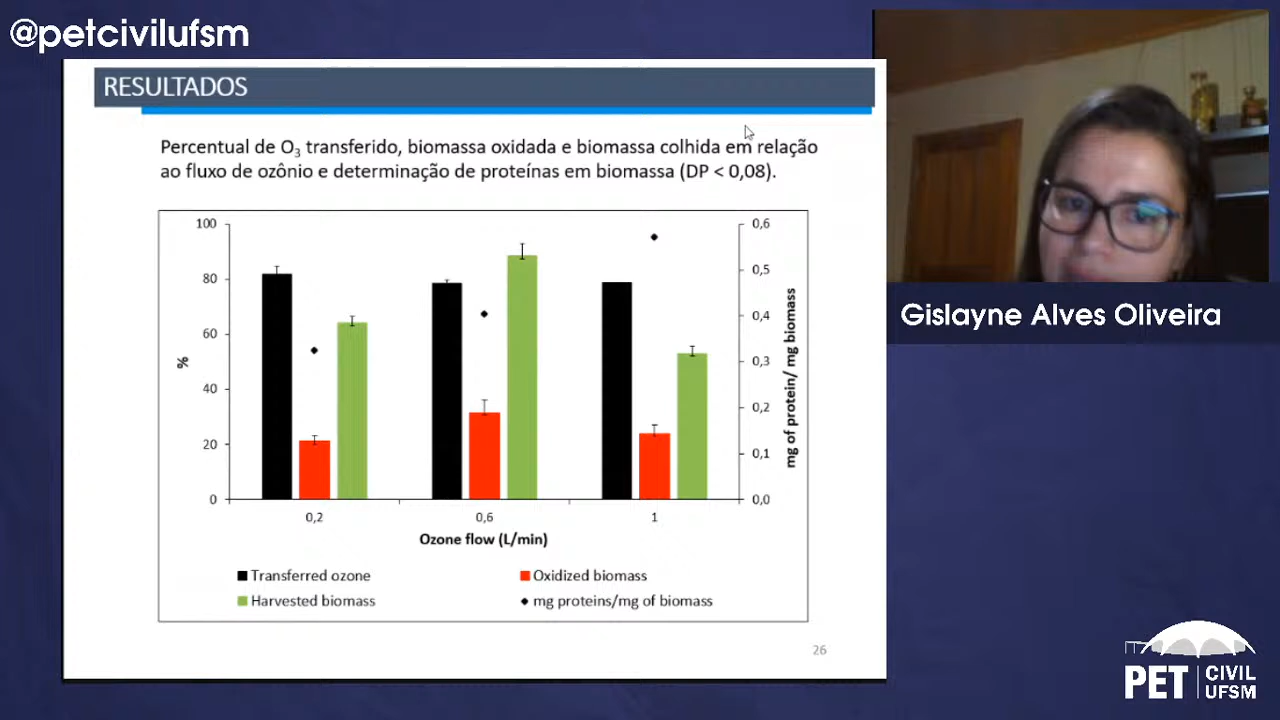 @petcivilufsm
RESULTADOS
Percentual de O₃ transferido, biomassa oxidada e biomassa colhida em relação
ao fluxo de ozônio e determinação de proteínas em biomassa (DP < 0,08).
100
80
60
40
20
0
%
0,6
0,5
0,4
0,3
0,2
0,1
0,0
mg of protein/ mg biomass
0,2
0,6
1
Ozone flow (L/min)
Transferred ozone
Oxidized biomass
Harvested biomass
mg proteins/mg of biomass
26
Gislayne Alves Oliveira
PET
CIVIL
UFSM